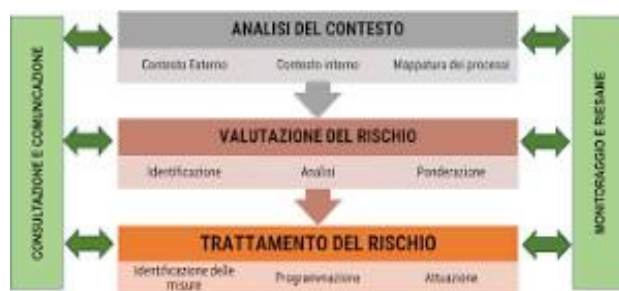 CONSULTAZIONE E COMUNICAZIONE
ANALISI DEL CONTESTO
Contesto Esterno Contesto interno Mappatura dei processi
VALUTAZIONE DEL RISCHIO
Identificazione Analisi Ponderazione
TRATTAMENTO DEL RISCHIO
Identificazione delle misure Programmazione Attuazione
MONITORAGGIO E RIESAME